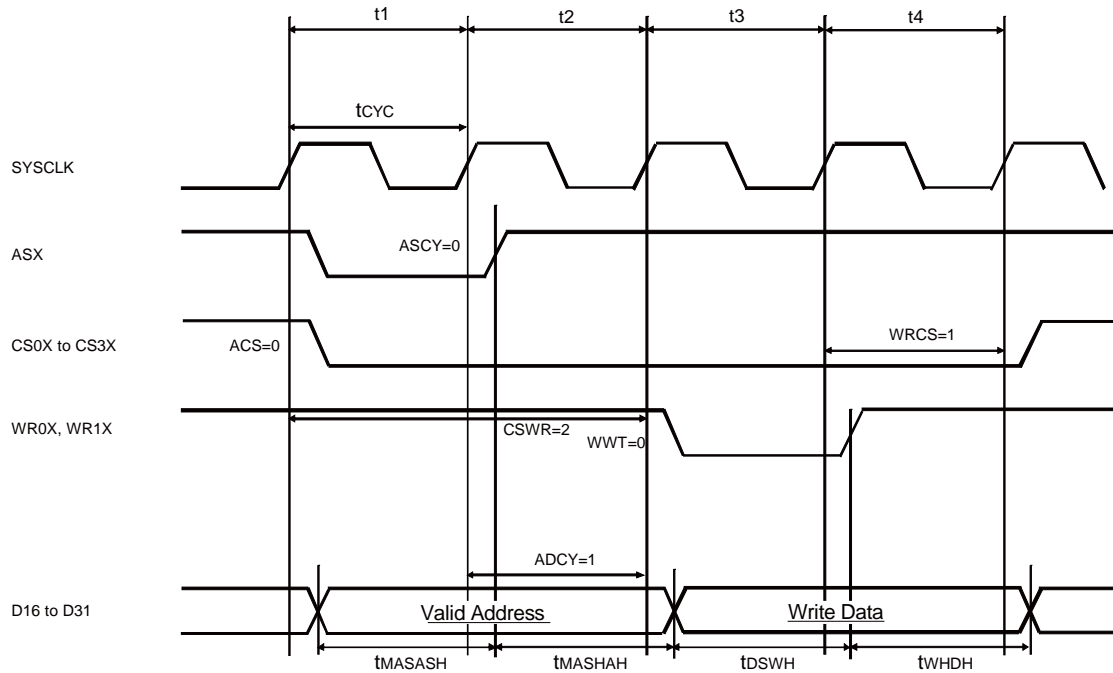 t1 t2 t3 t4
tCYC
SYSCLK
ASX
ASCY=0
CS0X to CS3X
ACS=0
WRCS=1
WR0X, WR1X
CSWR=2
WWT=0
ADCY=1
D16 to D31
Valid Address
Write Data
tMASASH tMASHAH tDSWH tWHDH